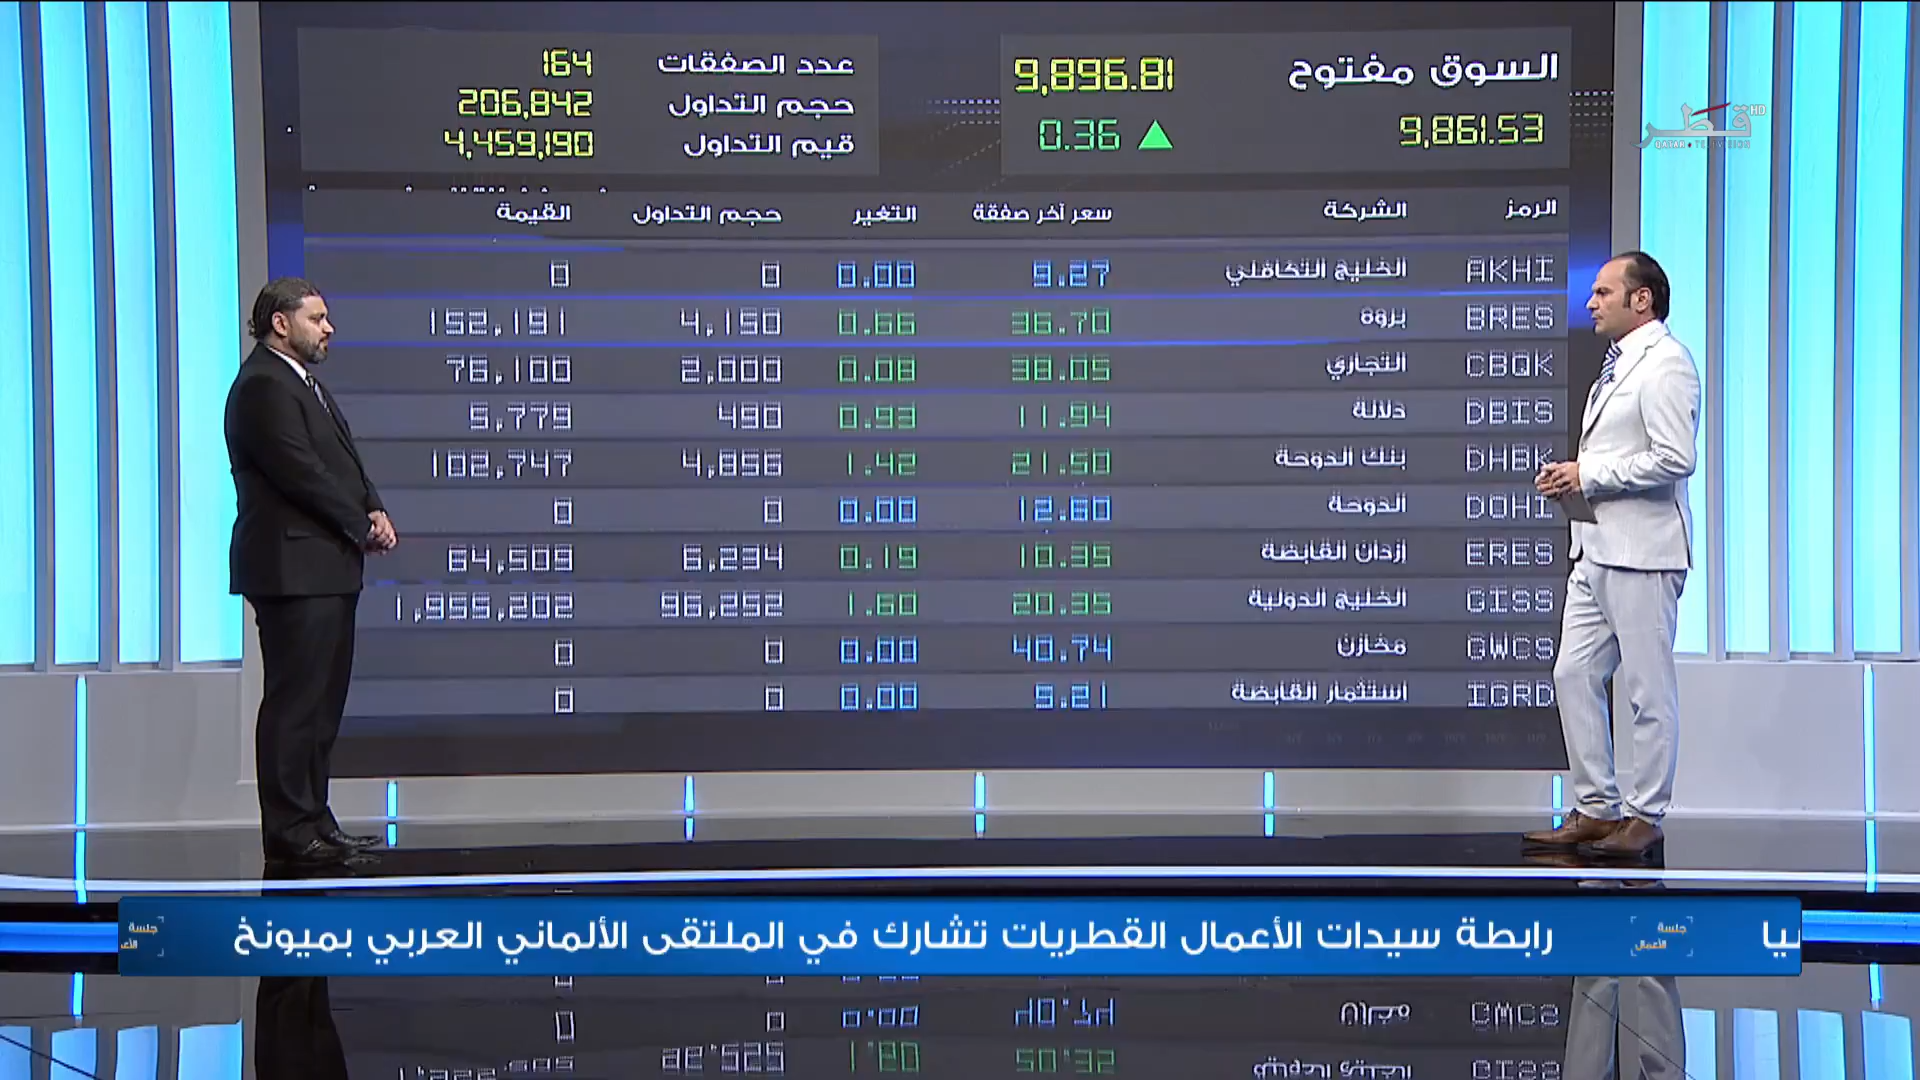 السوق مفتوح 9,896.81
9,861.53 ▲ 0.36
عدد الصفقات 164
حجم التداول 206,842
قيم التداول 4,459,190
قطر HD
QATAR TELEVISION
الرمز الشركة سعر آخر صفقة التغير حجم التداول القيمة
AKHI الخليج التكافلي 9.27 0.00 0 0
BRES بروة 36.70 0.66 4,150 152,191
CBQK التجاري 38.05 0.08 2,000 76,100
DBIS دلالة 11.94 0.93 490 5,779
DHBK بنك الدوحة 21.50 1.42 4,856 102,747
DOHI الدوحة 12.60 0.00 0 0
ERES إزدان القابضة 10.35 0.19 6,234 64,509
GISS الخليج الدولية 20.35 1.60 96,252 1,955,202
GWCS مخازن 40.74 0.00 0 0
IGRD استثمار القابضة 5.21 0.00 0 0
جلسة الأعمال
رابطة سيدات الأعمال القطريات تشارك في الملتقى الألماني العربي بميونخ
جلسة